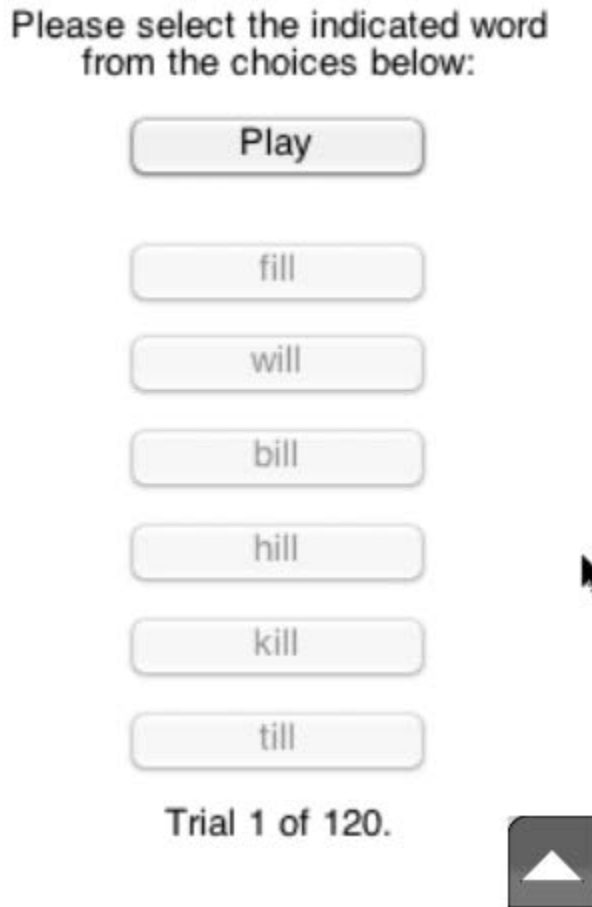 Please select the indicated word
from the choices below:
Play
fill
will
bill
hill
kill
till
Trial 1 of 120.